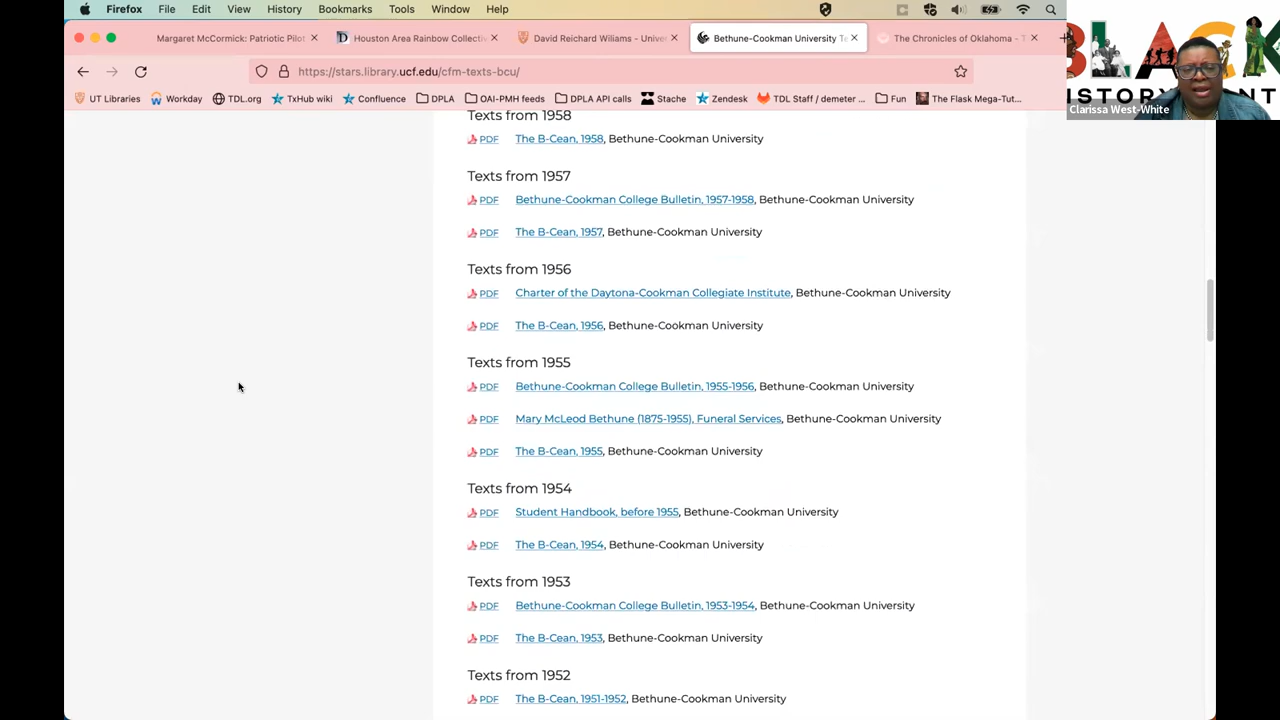 Firefox File Edit View History Bookmarks Tools Window Help
Margaret McCormick: Patriotic Pilot
Houston Area Rainbow Collectiv
David Reichard Wiliams - Unive
Bethune-Cookman University Te
The Chronicles of Oklahoma - T
https://stars.library.ucf.edu/cfm-texts-bcu/
UT Libraries Workday TDL.org TxHub wiki Confluence DPLA OAI-PMH feeds DPLA API calls Stache Zendesk TDL Staff / demeter ... Fun The Flask Mega-Tut...
BLACK
HISTORY MONT
Clarissa West-White
Texts from 1958
PDF The B-Cean, 1958, Bethune-Cookman University
Texts from 1957
PDF Bethune-Cookman College Bulletin, 1957-1958, Bethune-Cookman University
PDF The B-Cean, 1957, Bethune-Cookman University
Texts from 1956
PDF Charter of the Daytona-Cookman Collegiate Institute, Bethune-Cookman University
PDF The B-Cean, 1956, Bethune-Cookman University
Texts from 1955
PDF Bethune-Cookman College Bulletin, 1955-1956, Bethune-Cookman University
PDF Mary McLeod Bethune (1875-1955), Funeral Services, Bethune-Cookman University
PDF The B-Cean, 1955, Bethune-Cookman University
Texts from 1954
PDF Student Handbook, before 1955, Bethune-Cookman University
PDF The B-Cean, 1954, Bethune-Cookman University
Texts from 1953
PDF Bethune-Cookman College Bulletin, 1953-1954, Bethune-Cookman University
PDF The B-Cean, 1953, Bethune-Cookman University
Texts from 1952
PDF The B-Cean, 1951-1952, Bethune-Cookman University